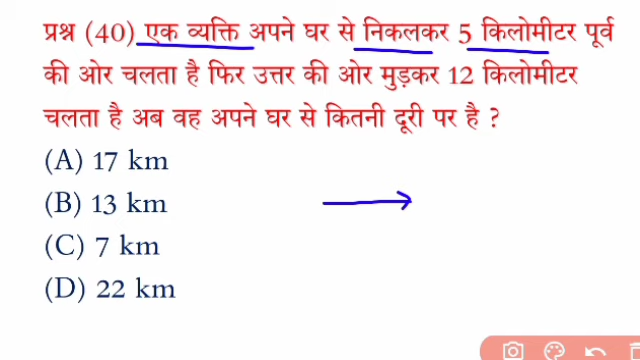 प्रश्न (40) एक व्यक्ति अपने घर से निकलकर 5 किलोमीटर पूर्व
की ओर चलता है फिर उत्तर की ओर मुड़कर 12 किलोमीटर
चलता है अब वह अपने घर से कितनी दूरी पर है ?
(A) 17 km
(B) 13 km
(C) 7 km
(D) 22 km